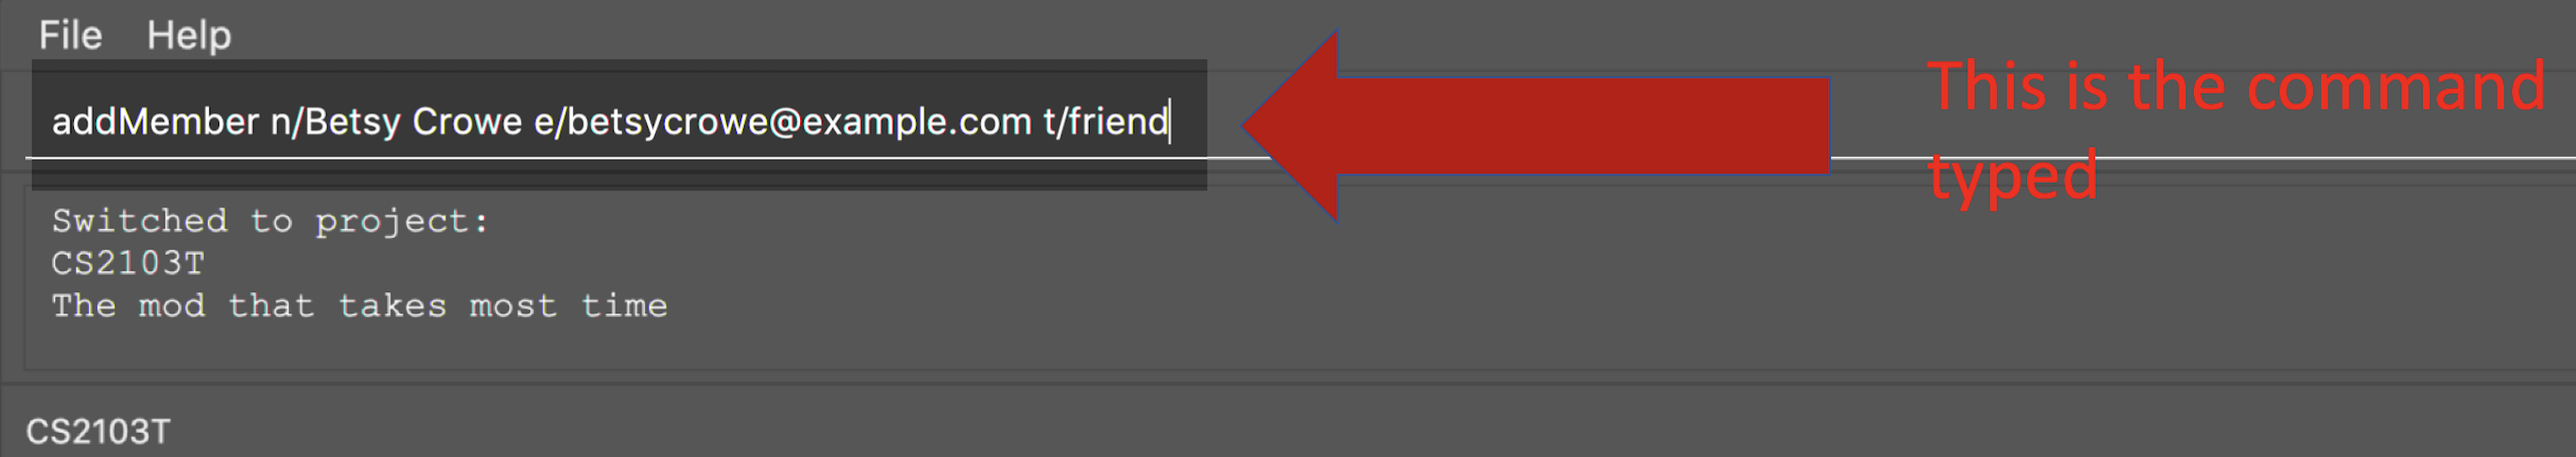 File Help
addMember n/Betsy Crowe e/betsycrowe@example.com t/friend
This is the command
typed
Switched to project:
CS2103T
The mod that takes most time
CS2103T